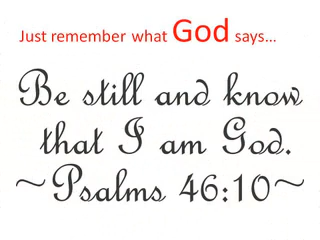 Just remember what God says...
Be still and know
that I am God.
~Psalms 46:10~